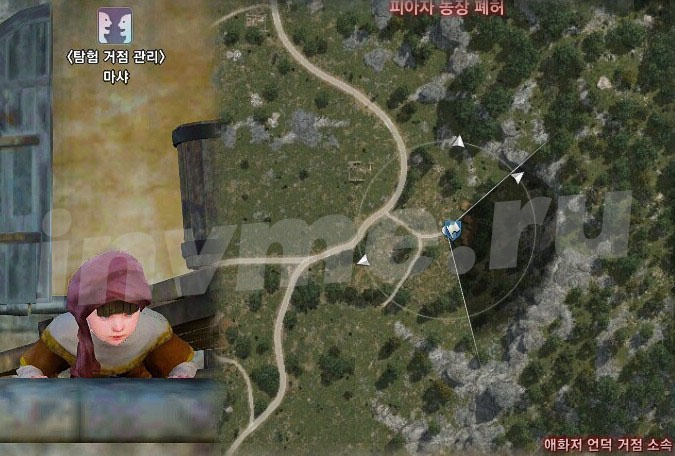 <탐험 거점 관리>
마샤
피아자 농장 폐허
invme.ru
애화저 언덕 거점 소속